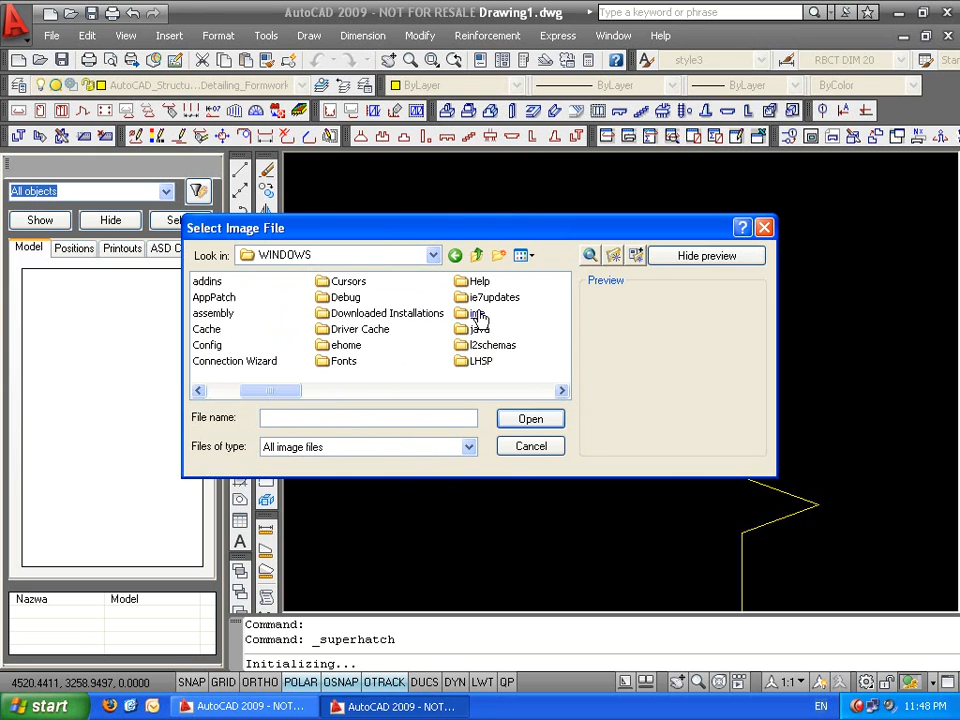 AutoCAD 2009 - NOT FOR RESALE Drawing1.dwg
Type a keyword or phrase
File Edit View Insert Format Tools Draw Dimension Modify Reinforcement Express Window Help
style3
RBCT DIM 20
Stan
AutoCAD_Structu...Detailing_Formwork
ByLayer
ByLayer
ByLayer
ByColor
All objects
Show
Hide
Sel
Model
Positions
Printouts
ASD C
Select Image File
Look in:
WINDOWS
Hide preview
addins
AppPatch
assembly
Cache
Config
Connection Wizard
Cursors
Debug
Downloaded Installations
Driver Cache
ehome
Fonts
Help
ie7updates
java
l2schemas
LHSP
Preview
File name:
Open
Files of type:
All image files
Cancel
A
Nazwa
Model
Command:
Command: _superhatch
Initializing...
4520.4411, 3258.9497, 0.0000
SNAP GRID ORTHO POLAR OSNAP OTRACK DUCS DYN LWT QP
1:1
start
AutoCAD 2009 - NOT...
AutoCAD 2009 - NOT...
EN
11:48 PM